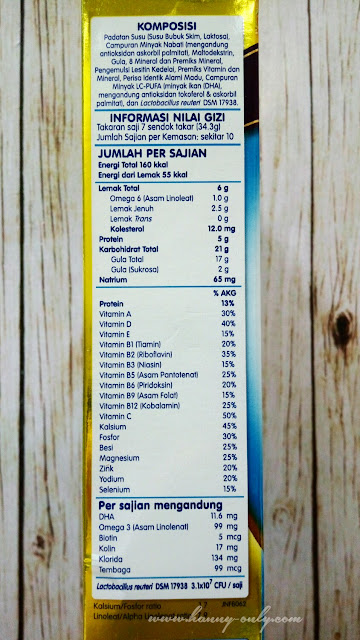 KOMPOSISI
Padatan Susu (Susu Bubuk Skim, Laktosa),
Campuran Minyak Nabati (mengandung
antioksidan askorbil palmitat), Maltodekstrin,
Gula, 8 Mineral dan Premiks Mineral,
Pengemulsi Lesitin Kedelai, Premiks Vitamin dan
Mineral, Perisa Identik Alami Madu, Campuran
Minyak LC-PUFA (minyak ikan (DHA),
mengandung antioksidan tokoferol & askorbil
palmitat), dan Lactobacillus reuteri DSM 17938.
INFORMASI NILAI GIZI
Takaran saji 7 sendok takar (34.3g)
Jumlah Sajian per Kemasan: sekitar 10
JUMLAH PER SAJIAN
Energi Total 160 kkal
Energi dari Lemak 55 kkal
Lemak Total 6 g
Omega 6 (Asam Linoleat) 1.0 g
Lemak Jenuh 2.5 g
Lemak Trans 0 g
Kolesterol 12.0 mg
Protein 5 g
Karbohidrat Total 21 g
Gula Total 17 g
Gula (Sukrosa) 2 g
Natrium 65 mg
% AKG
Protein 13%
Vitamin A 30%
Vitamin D 40%
Vitamin E 15%
Vitamin B1 (Tiamin) 20%
Vitamin B2 (Riboflavin) 35%
Vitamin B3 (Niasin) 15%
Vitamin B5 (Asam Pantotenat) 25%
Vitamin B6 (Piridoksin) 20%
Vitamin B9 (Asam Folat) 15%
Vitamin B12 (Kobalamin) 25%
Vitamin C 50%
Kalsium 45%
Fosfor 30%
Besi 25%
Magnesium 25%
Zink 20%
Yodium 20%
Selenium 15%
Per sajian mengandung
DHA 11.6 mg
Omega 3 (Asam Linolenat) 99 mg
Biotin 5 mcg
Kolin 17 mg
Klorida 134 mg
Tembaga 99 mcg
Lactobacillus reuteri DSM 17938 3.1x10⁷ CFU / saji
Kalsium/Fosfor ratio
www.hanny-only.com